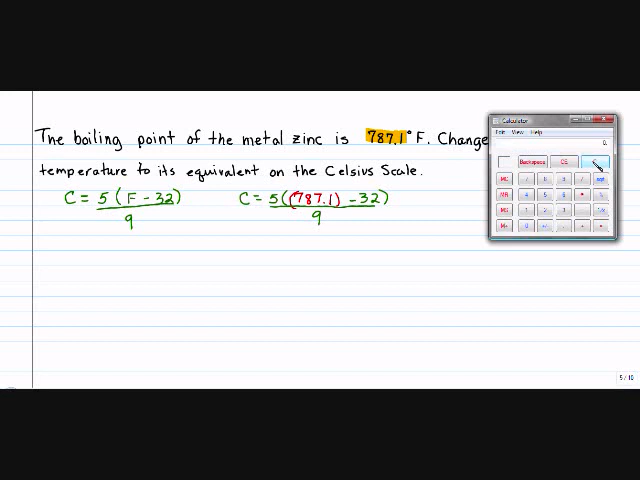 The boiling point of the metal zinc is 787.1° F. Change
temperature to its equivalent on the Celsius Scale.
C = 5 ( F - 32)
9
C = 5((787.1) - 32)
9
Calculator
Edit View Help
0.
Backspace CE
MC 7 8 9 / sqrt
MR 4 5 6 * %
MS 1 2 3 - 1/x
M+ 0 +/- . + =
5 / 10